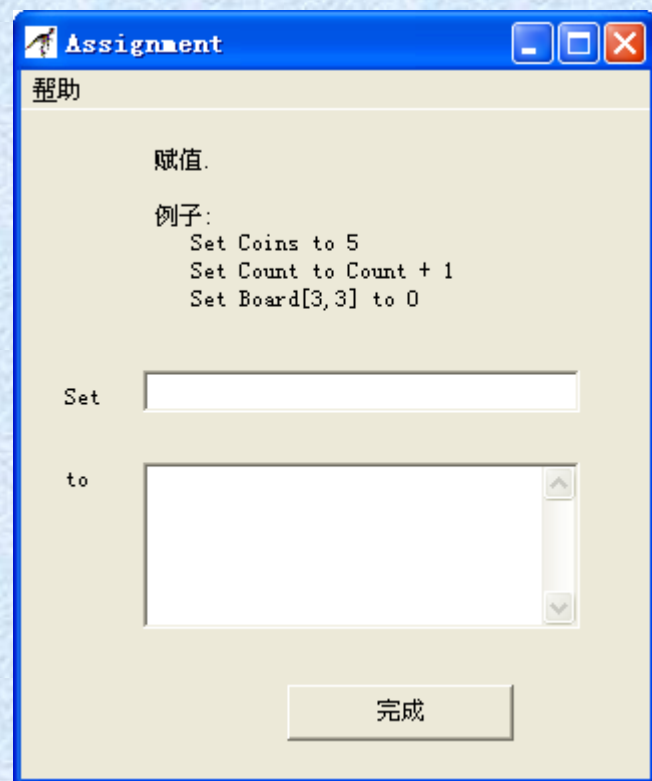 Assignment
帮助
赋值.
例子:
Set Coins to 5
Set Count to Count + 1
Set Board[3,3] to 0
Set
to
完成